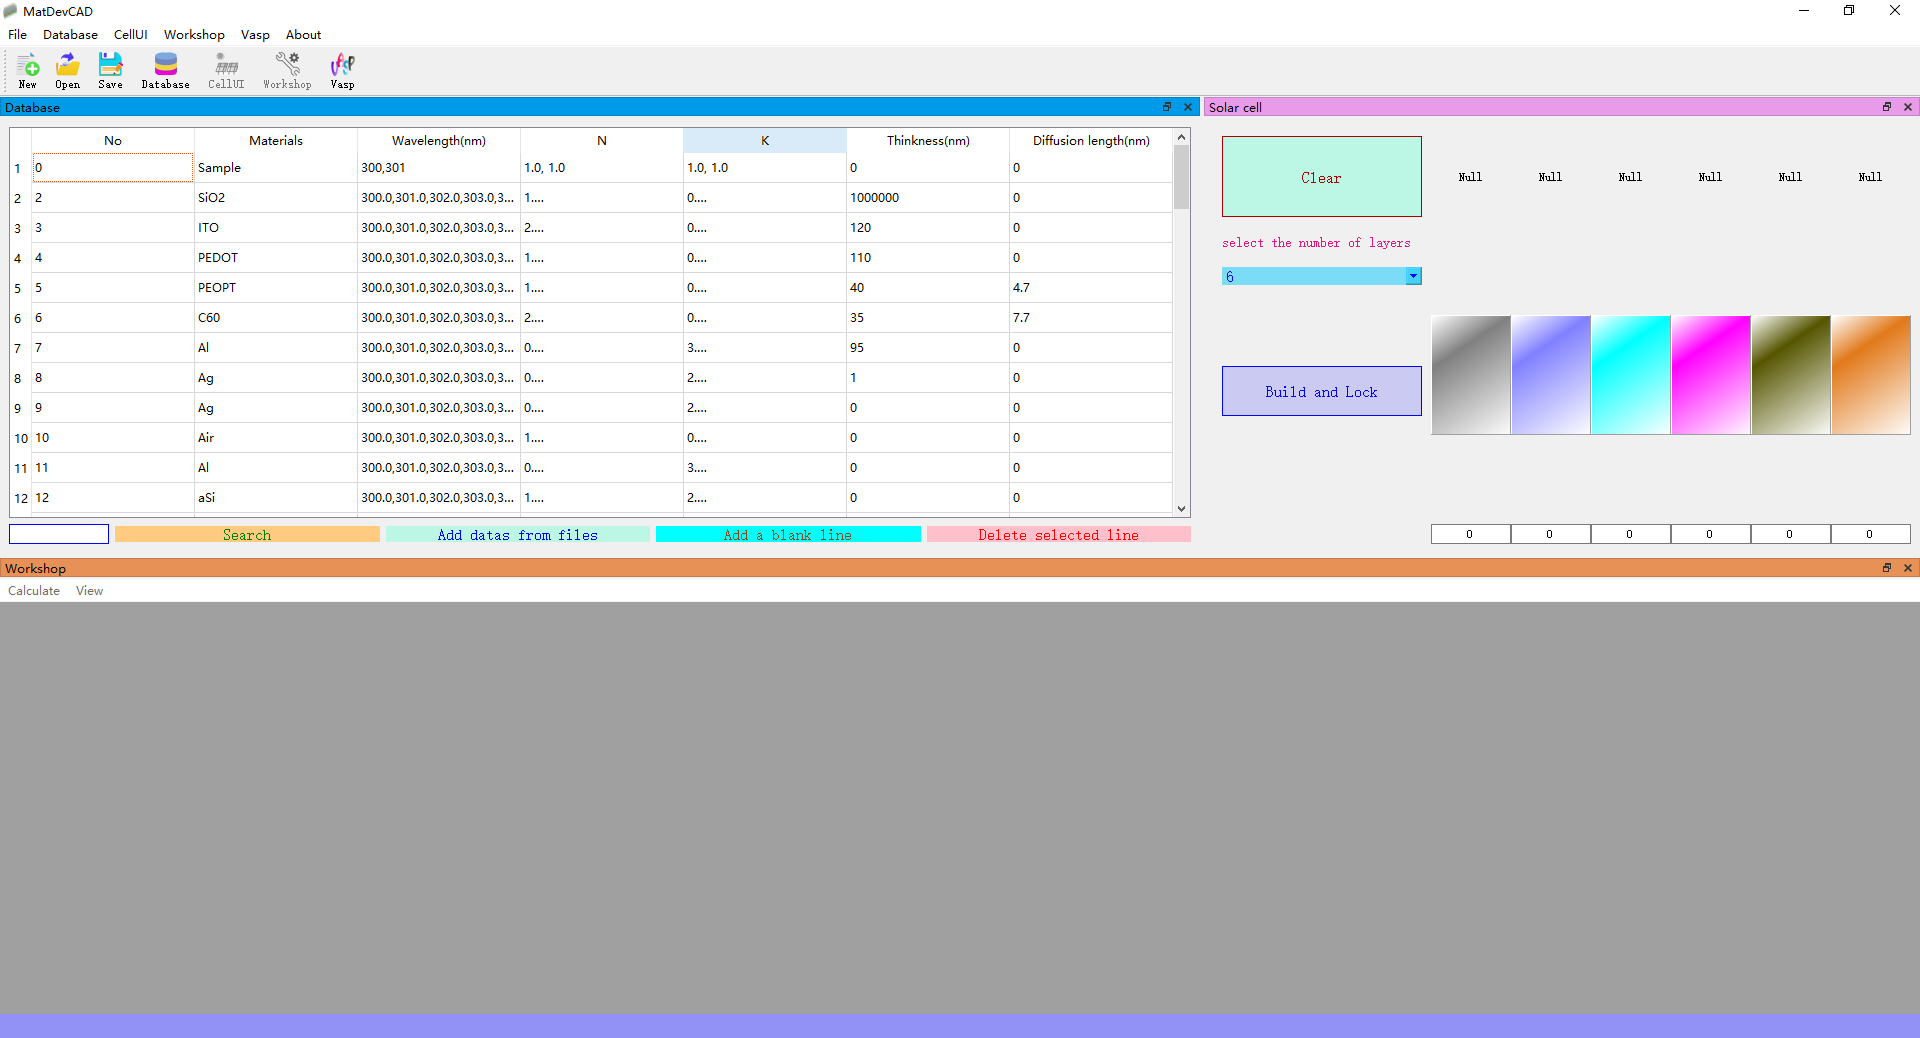 MatDevCAD
File Database CellUI Workshop Vasp About
New Open Save Database CellUI Workshop Vasp
Database
No Materials Wavelength(nm) N K Thinkness(nm) Diffusion length(nm)
1 0 Sample 300,301 1.0, 1.0 1.0, 1.0 0 0
2 2 SiO2 300.0,301.0,302.0,303.0,3... 1.... 0.... 1000000 0
3 3 ITO 300.0,301.0,302.0,303.0,3... 2.... 0.... 120 0
4 4 PEDOT 300.0,301.0,302.0,303.0,3... 1.... 0.... 110 0
5 5 PEOPT 300.0,301.0,302.0,303.0,3... 1.... 0.... 40 4.7
6 6 C60 300.0,301.0,302.0,303.0,3... 2.... 0.... 35 7.7
7 7 Al 300.0,301.0,302.0,303.0,3... 0.... 3.... 95 0
8 8 Ag 300.0,301.0,302.0,303.0,3... 0.... 2.... 1 0
9 9 Ag 300.0,301.0,302.0,303.0,3... 0.... 2.... 0 0
10 10 Air 300.0,301.0,302.0,303.0,3... 1.... 0.... 0 0
11 11 Al 300.0,301.0,302.0,303.0,3... 0.... 3.... 0 0
12 12 aSi 300.0,301.0,302.0,303.0,3... 1.... 2.... 0 0
Search Add datas from files Add a blank line Delete selected line
Solar cell
Clear Null Null Null Null Null Null
select the number of layers
6
Build and Lock
0 0 0 0 0 0
Workshop
Calculate View